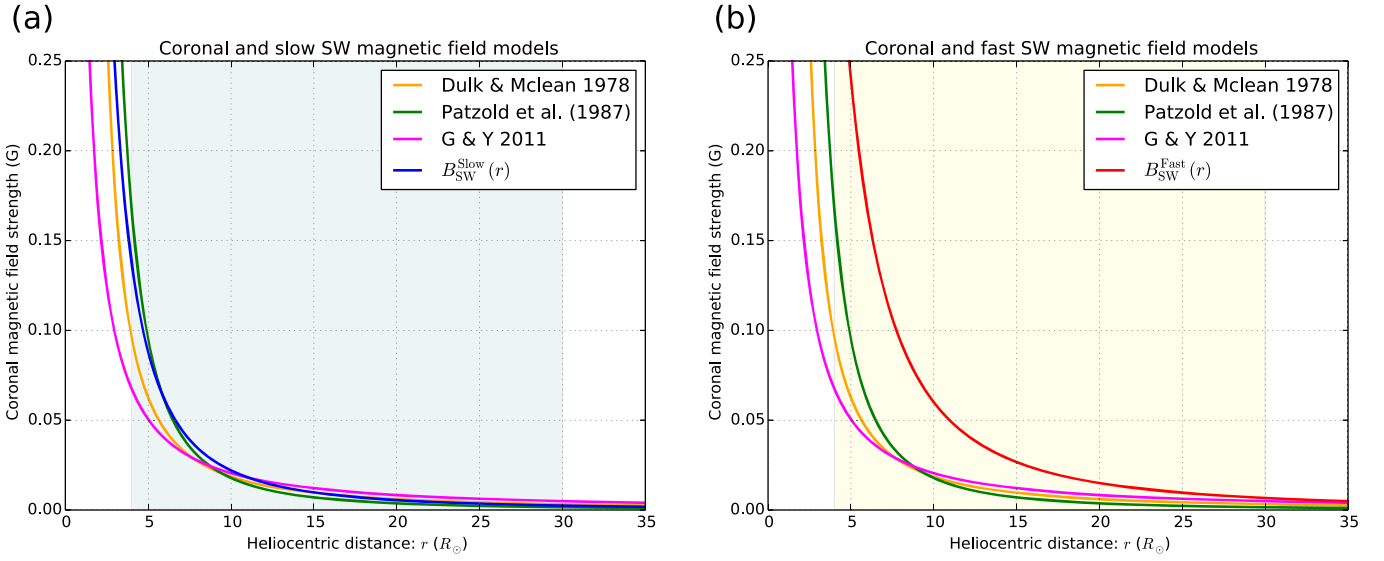 (a)
Coronal and slow SW magnetic field models
Coronal magnetic field strength (G)
0.25
0.20
0.15
0.10
0.05
0.00
Dulk & Mclean 1978
Patzold et al. (1987)
G & Y 2011
B_SW^Slow (r)
0 5 10 15 20 25 30 35
Heliocentric distance: r (R_⊙)
(b)
Coronal and fast SW magnetic field models
Coronal magnetic field strength (G)
0.25
0.20
0.15
0.10
0.05
0.00
Dulk & Mclean 1978
Patzold et al. (1987)
G & Y 2011
B_SW^Fast (r)
0 5 10 15 20 25 30 35
Heliocentric distance: r (R_⊙)